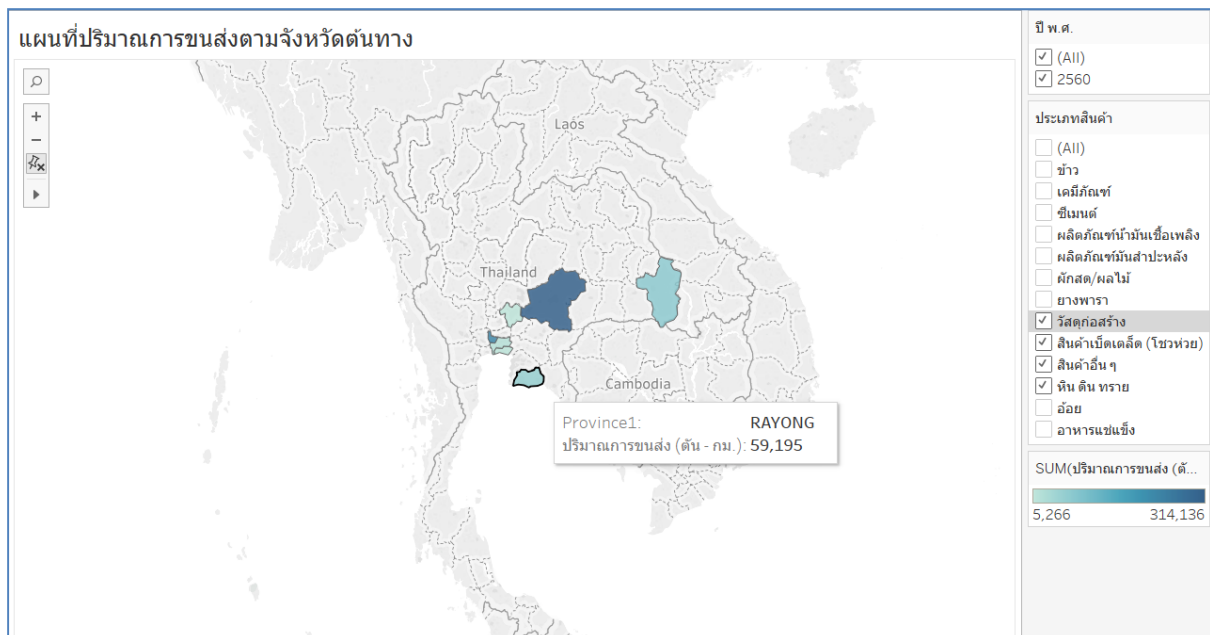 แผนที่ปริมาณการขนส่งตามจังหวัดต้นทาง
Laos
Thailand
Cambodia
Province1: RAYONG
ปริมาณการขนส่ง (ตัน - กม.): 59,195
ปี พ.ศ.
(All)
2560
ประเภทสินค้า
(All)
ข้าว
เคมีภัณฑ์
ซีเมนต์
ผลิตภัณฑ์น้ำมันเชื้อเพลิง
ผลิตภัณฑ์มันสำปะหลัง
ผักสด/ผลไม้
ยางพารา
วัสดุก่อสร้าง
สินค้าเบ็ดเตล็ด (โชวห่วย)
สินค้าอื่น ๆ
หิน ดิน ทราย
อ้อย
อาหารแช่แข็ง
SUM(ปริมาณการขนส่ง (ตั...
5,266 314,136